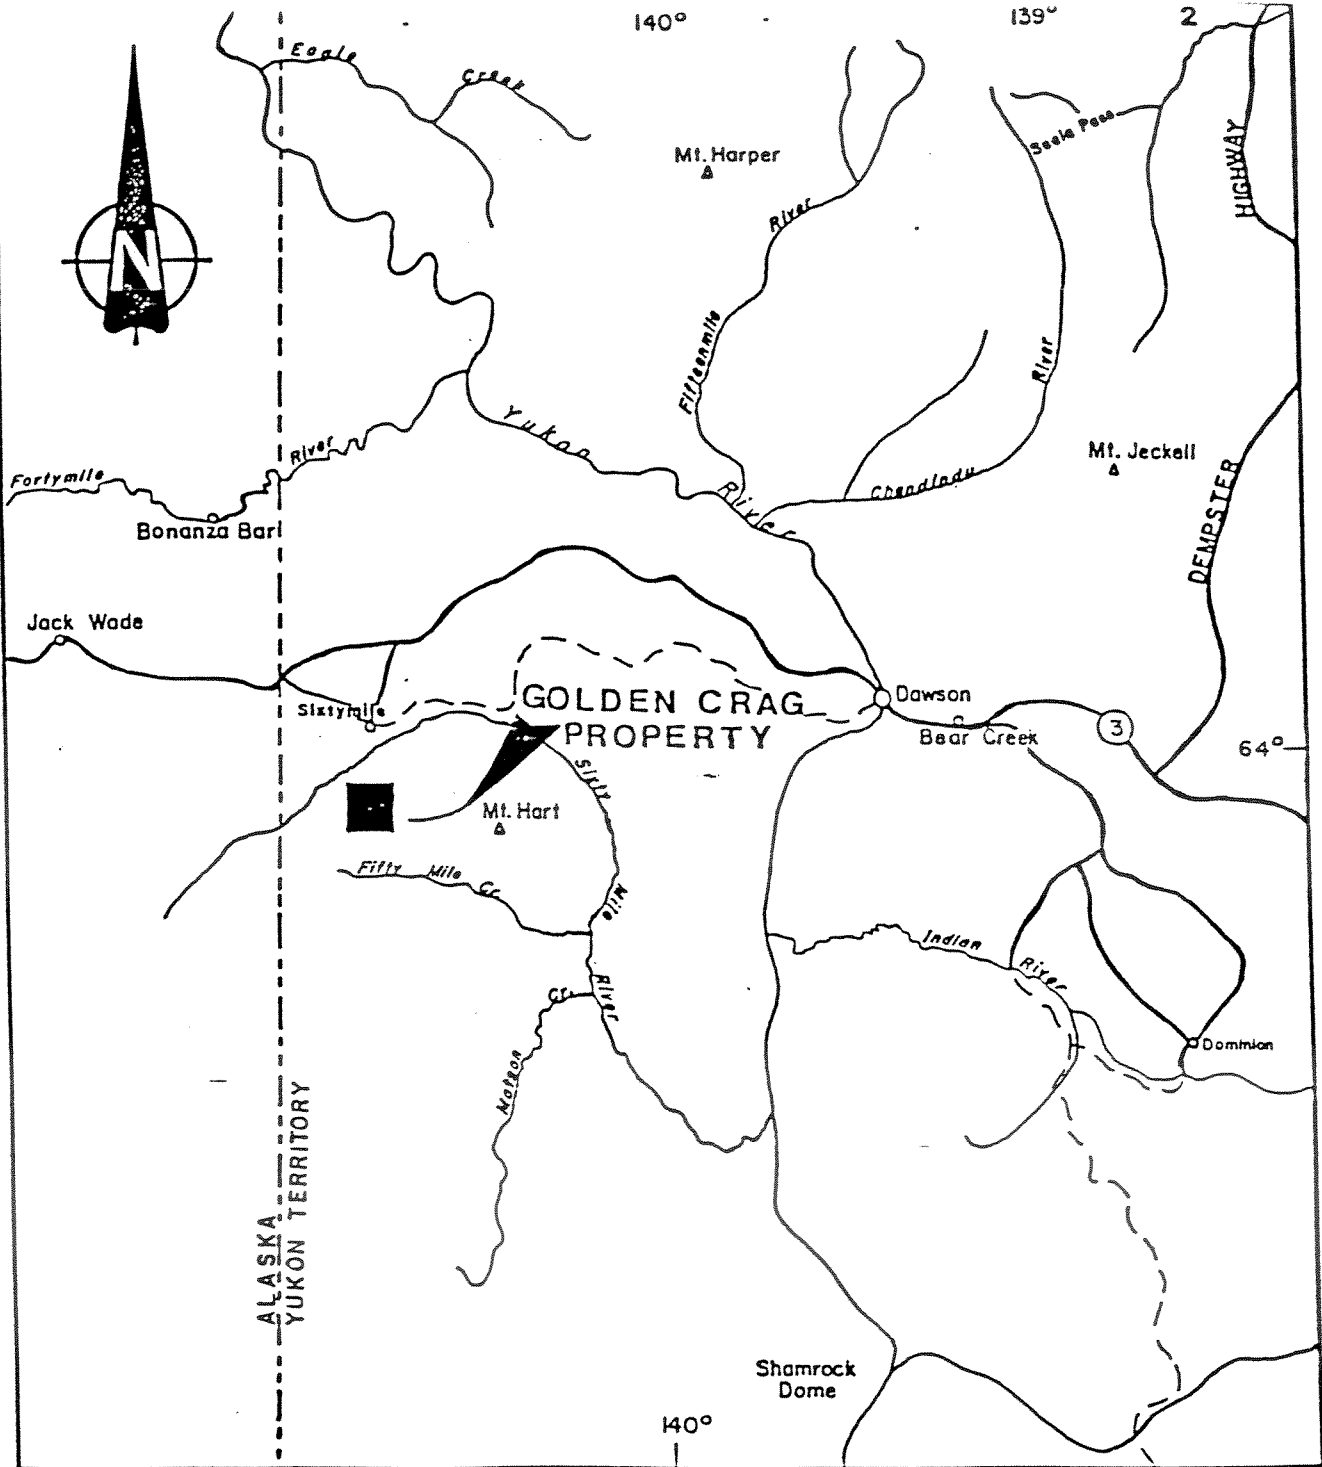 140°
139°
2
Eagle
Creek
Mt. Harper
Seela Pass
HIGHWAY
N
River
Fifteenmile
River
Yukon
River
Mt. Jeckell
Chandindu
Fortymile
River
Bonanza Bar
DEMPSTER
Jack Wade
GOLDEN CRAG
PROPERTY
Sixtymile
Dawson
Bear Creek
3
64°
Sixty
Mt. Hart
Fifty Mile Cr.
Mile
Indian
River
River
Cr.
Dominion
ALASKA
YUKON TERRITORY
Shamrock
Dome
140°